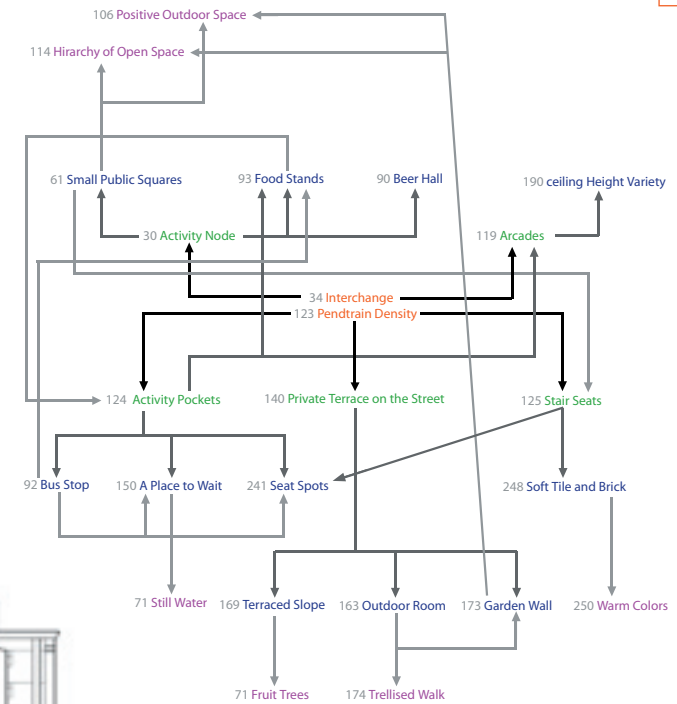 106 Positive Outdoor Space
114 Hirarchy of Open Space
61 Small Public Squares
93 Food Stands
90 Beer Hall
190 ceiling Height Variety
30 Activity Node
119 Arcades
34 Interchange
123 Pendtrain Density
124 Activity Pockets
140 Private Terrace on the Street
125 Stair Seats
92 Bus Stop
150 A Place to Wait
241 Seat Spots
248 Soft Tile and Brick
71 Still Water
169 Terraced Slope
163 Outdoor Room
173 Garden Wall
250 Warm Colors
71 Fruit Trees
174 Trellised Walk